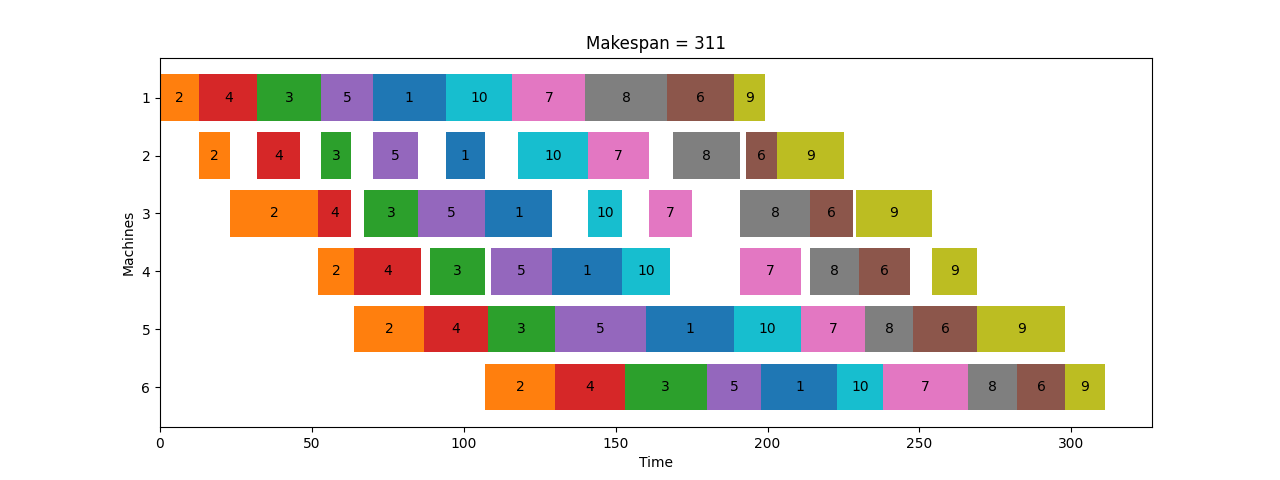 Makespan = 311
Machines
1 2 4 3 5 1 10 7 8 6 9
2 2 4 3 5 1 10 7 8 6 9
3 2 4 3 5 1 10 7 8 6 9
4 2 4 3 5 1 10 7 8 6 9
5 2 4 3 5 1 10 7 8 6 9
6 2 4 3 5 1 10 7 8 6 9
0 50 100 150 200 250 300
Time